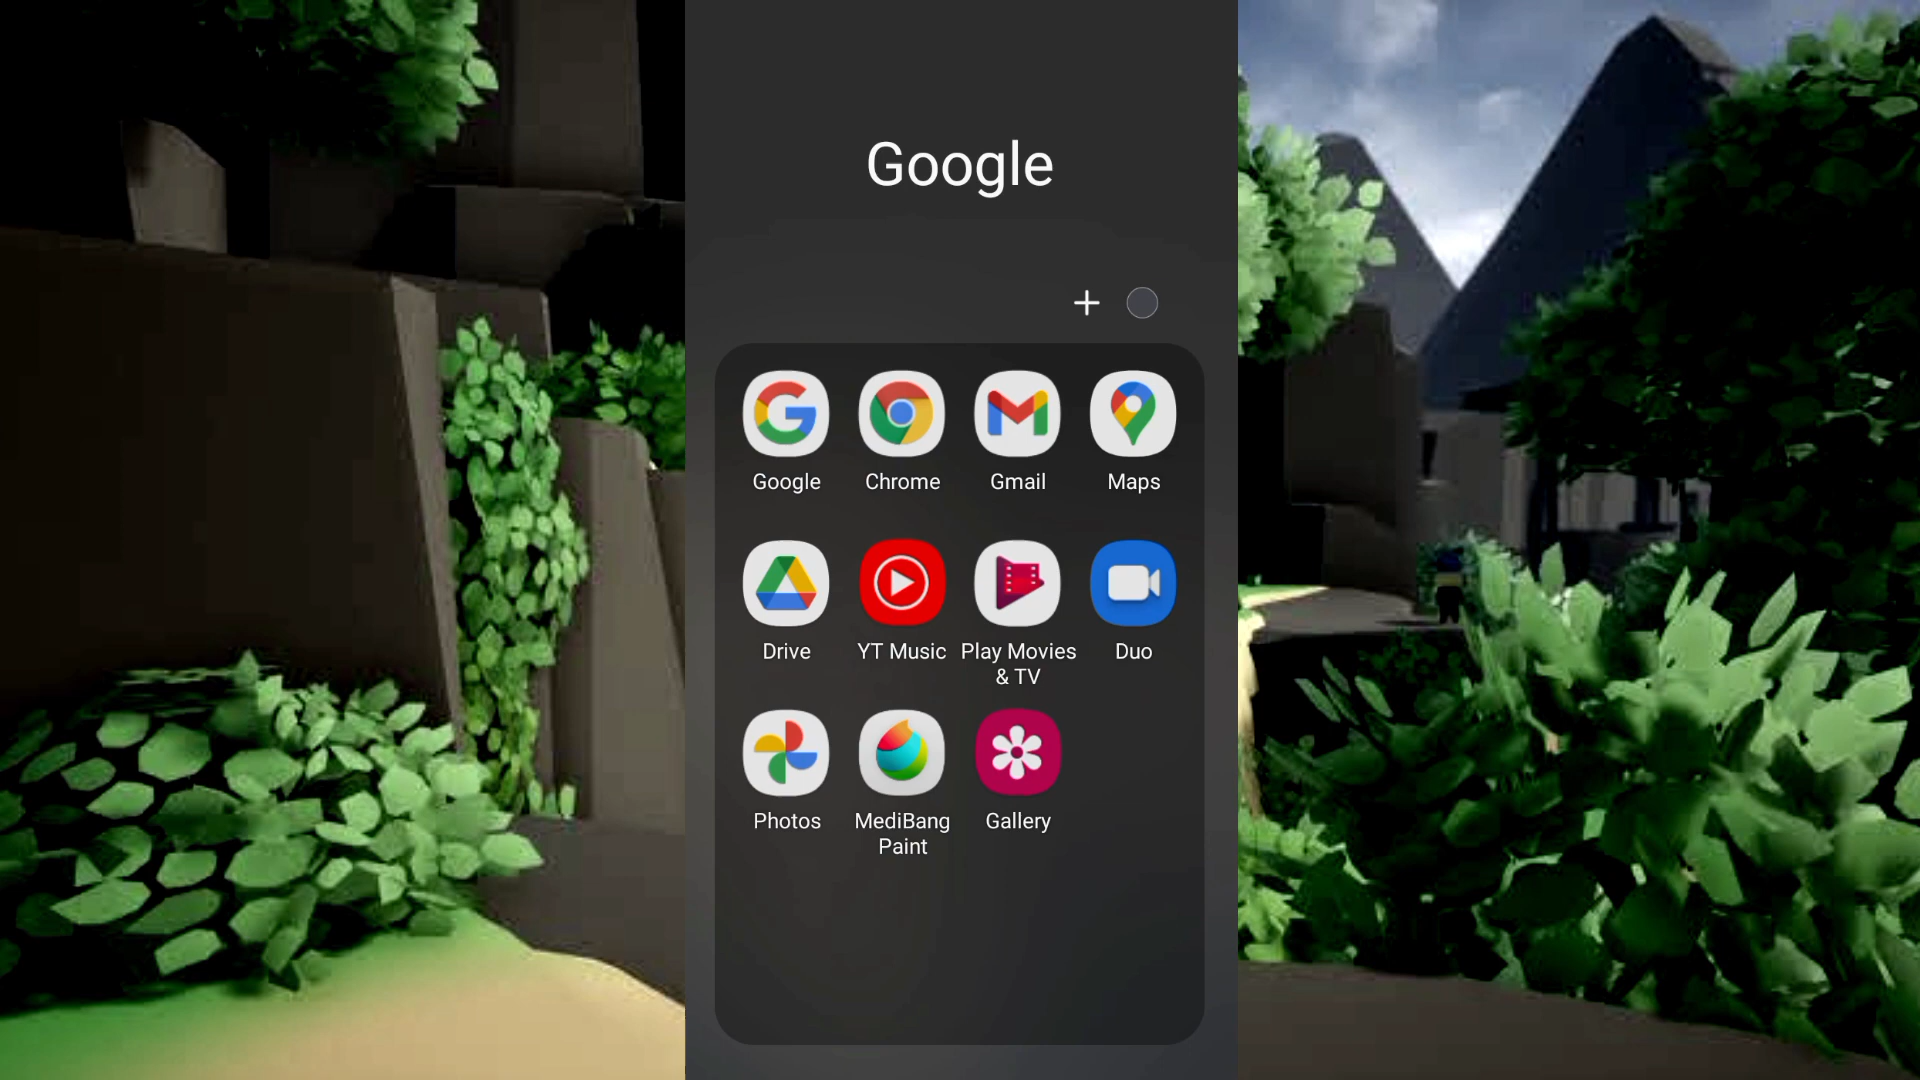 Google
Google
Chrome
Gmail
Maps
Drive
YT Music
Play Movies
& TV
Duo
Photos
MediBang
Paint
Gallery